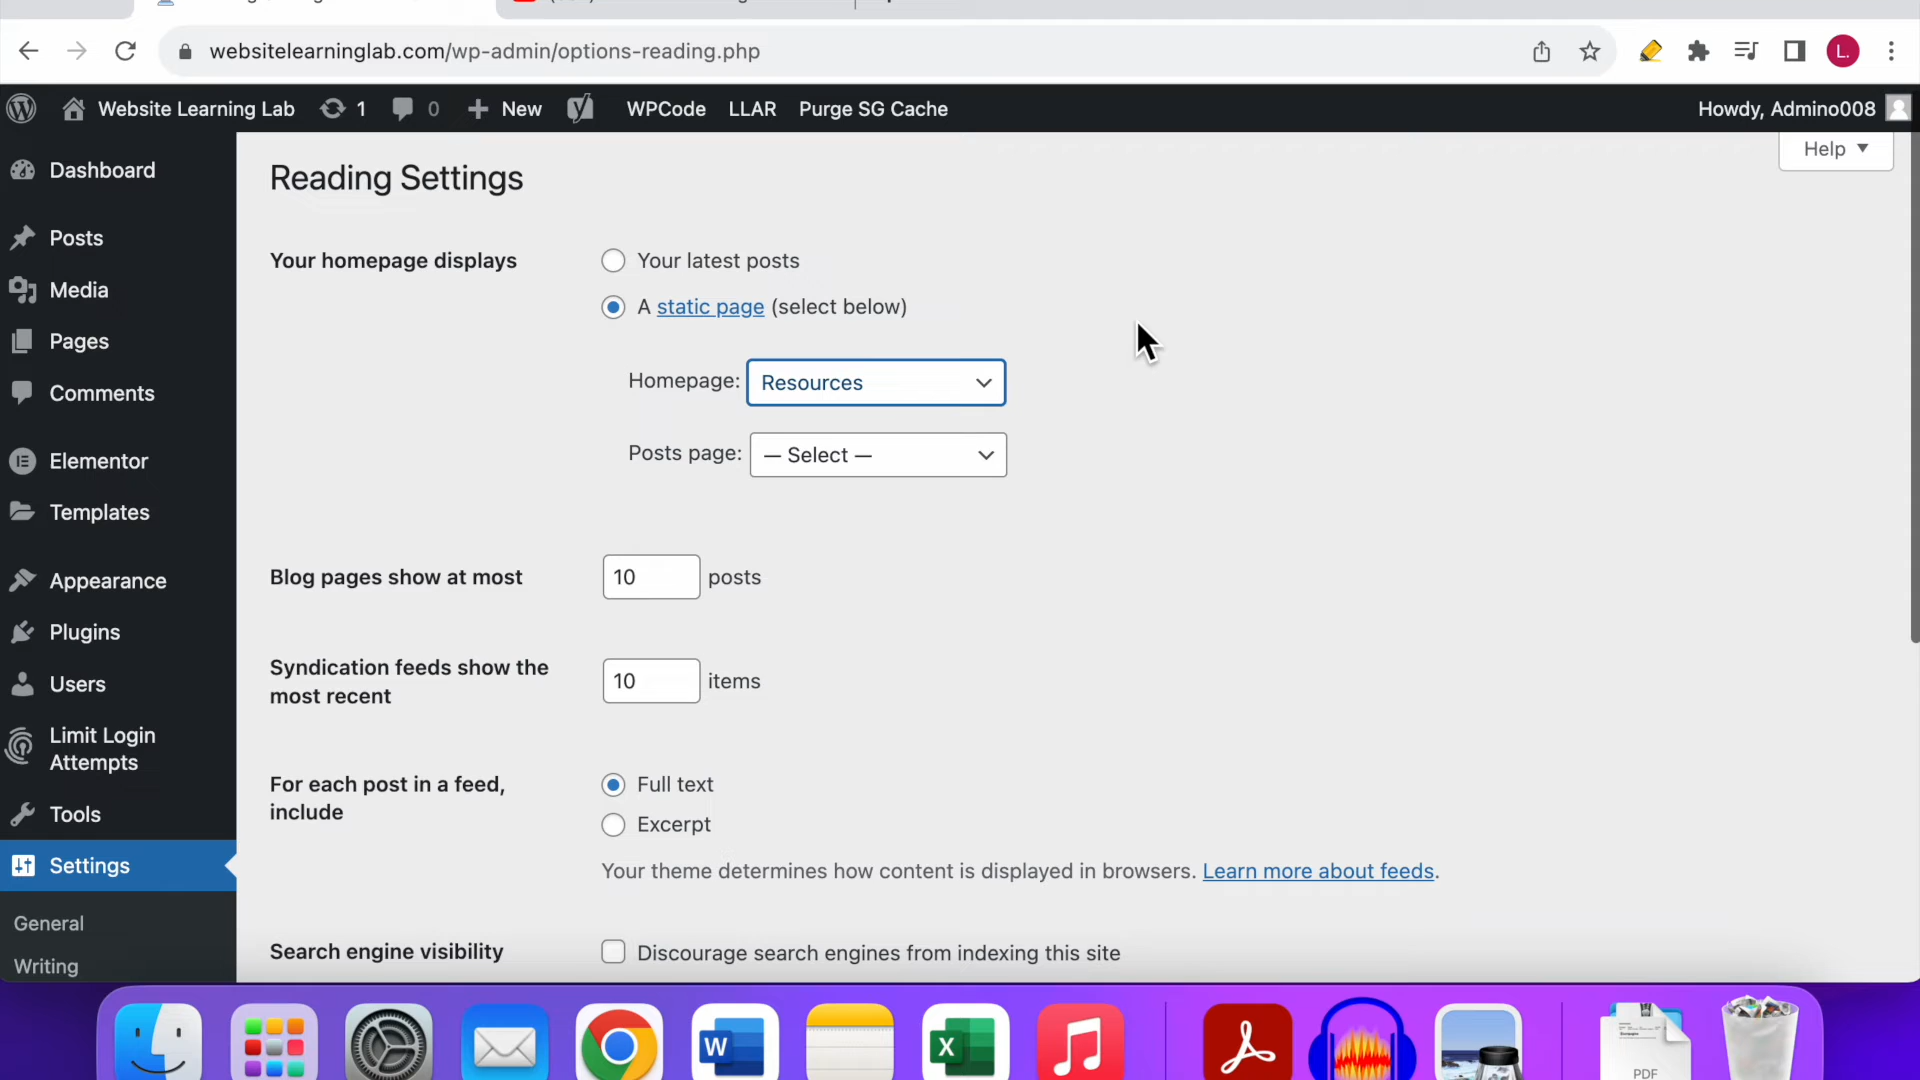 websitelearninglab.com/wp-admin/options-reading.php
L.
Website Learning Lab 1 0 New WPCode LLAR Purge SG Cache Howdy, Admino008
Help
Dashboard
Posts
Media
Pages
Comments
Elementor
Templates
Appearance
Plugins
Users
Limit Login
Attempts
Tools
Settings
General
Writing
Reading Settings
Your homepage displays
Your latest posts
A static page (select below)
Homepage: Resources
Posts page: — Select —
Blog pages show at most 10 posts
Syndication feeds show the
most recent
10 items
For each post in a feed,
include
Full text
Excerpt
Your theme determines how content is displayed in browsers. Learn more about feeds.
Search engine visibility Discourage search engines from indexing this site
W
X
PDF